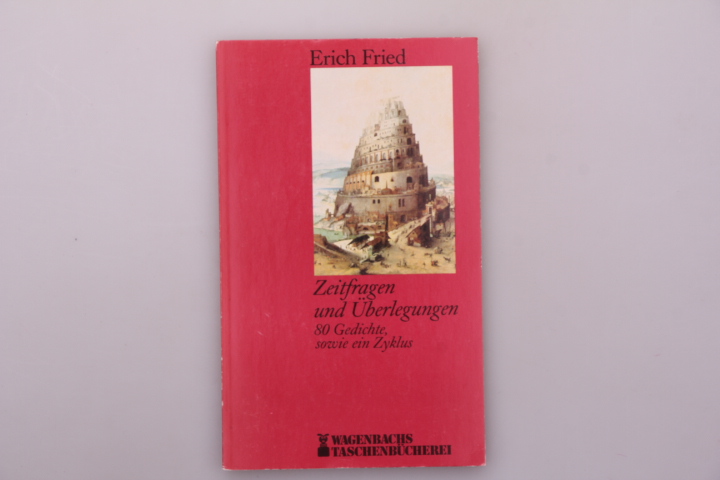 Erich Fried
Zeitfragen
und Überlegungen
80 Gedichte,
sowie ein Zyklus
WAGENBACHS
TASCHENBÜCHEREI